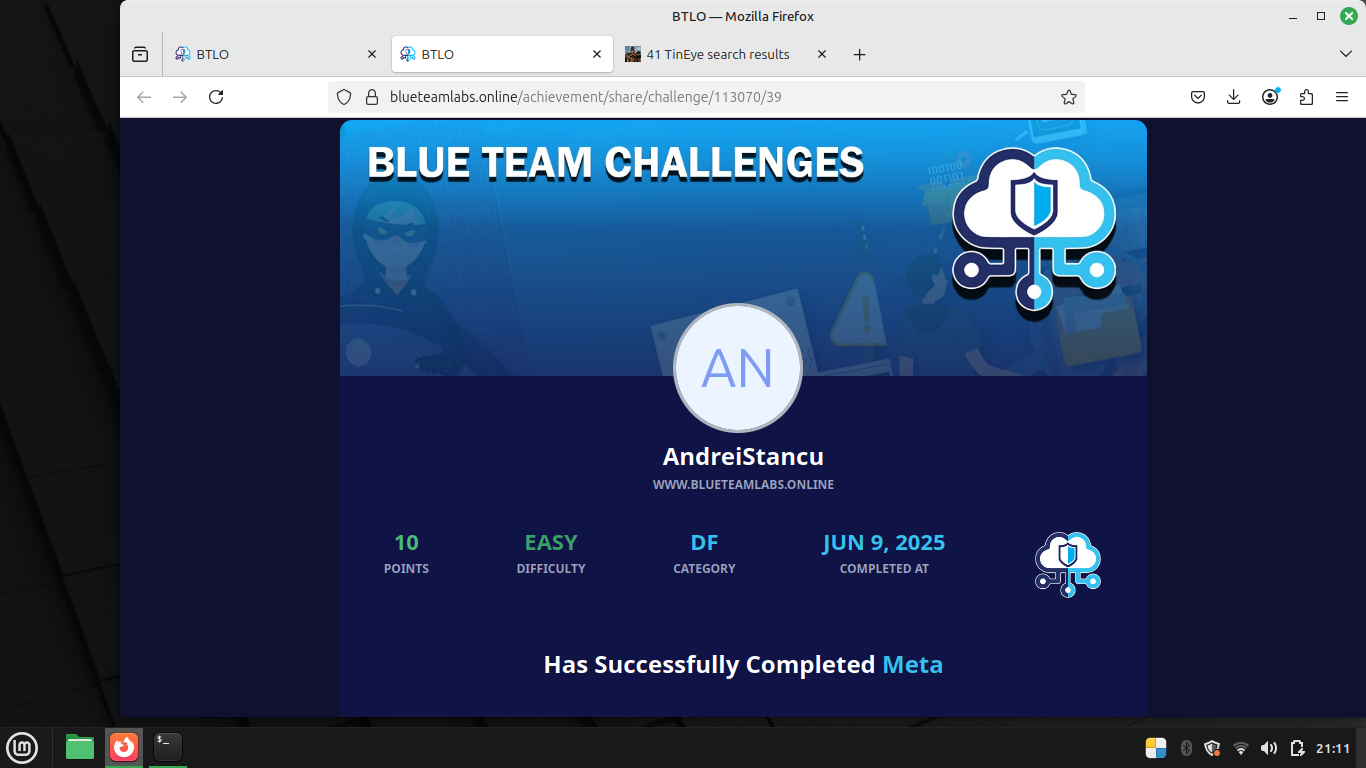 BTLO — Mozilla Firefox
BTLO
BTLO
41 TinEye search results
blueteamlabs.online/achievement/share/challenge/113070/39
BLUE TEAM CHALLENGES
100100
001101
AN
AndreiStancu
WWW.BLUETEAMLABS.ONLINE
10 EASY DF JUN 9, 2025
POINTS DIFFICULTY CATEGORY COMPLETED AT
Has Successfully Completed Meta
$_
21:11